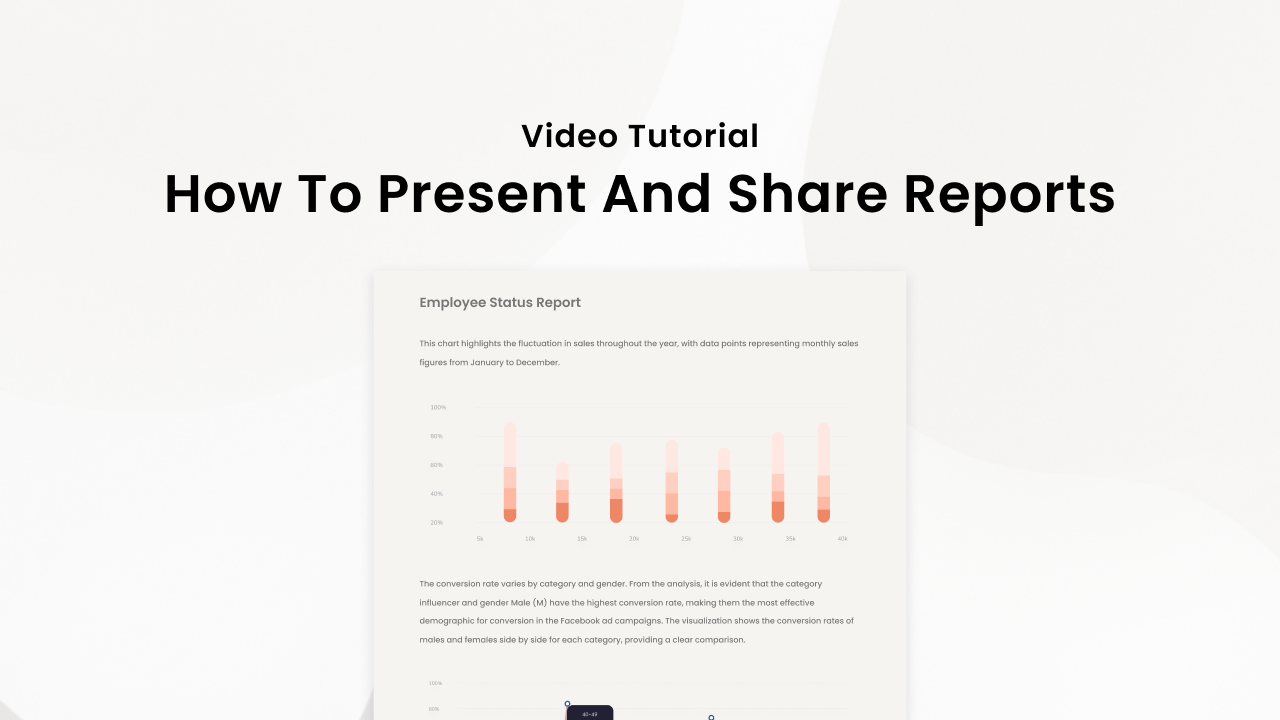 Video Tutorial
How To Present And Share Reports
Employee Status Report
This chart highlights the fluctuation in sales throughout the year, with data points representing monthly sales
figures from January to December.
100%
80%
60%
40%
20%
5k 10k 15k 20k 25k 30k 35k 40k
The conversion rate varies by category and gender. From the analysis, it is evident that the category
influencer and gender Male (M) have the highest conversion rate, making them the most effective
demographic for conversion in the Facebook ad campaigns. The visualization shows the conversion rates of
males and females side by side for each category, providing a clear comparison.
100%
80%
40-49